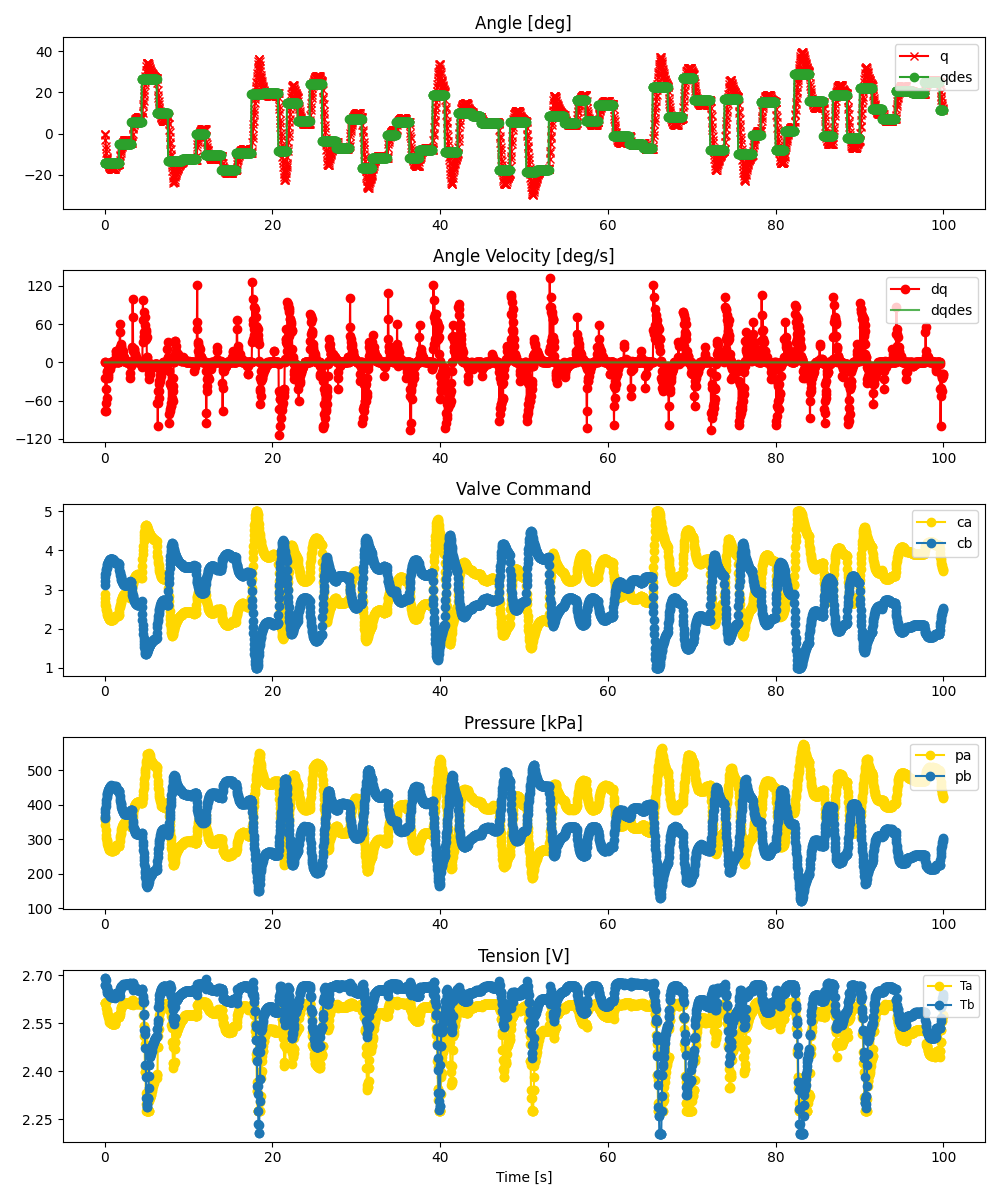 Angle [deg]
40
20
0
−20
q
qdes
0 20 40 60 80 100
Angle Velocity [deg/s]
120
60
0
−60
−120
dq
dqdes
0 20 40 60 80 100
Valve Command
5
4
3
2
1
ca
cb
0 20 40 60 80 100
Pressure [kPa]
500
400
300
200
100
pa
pb
0 20 40 60 80 100
Tension [V]
2.70
2.55
2.40
2.25
Ta
Tb
0 20 40 60 80 100
Time [s]